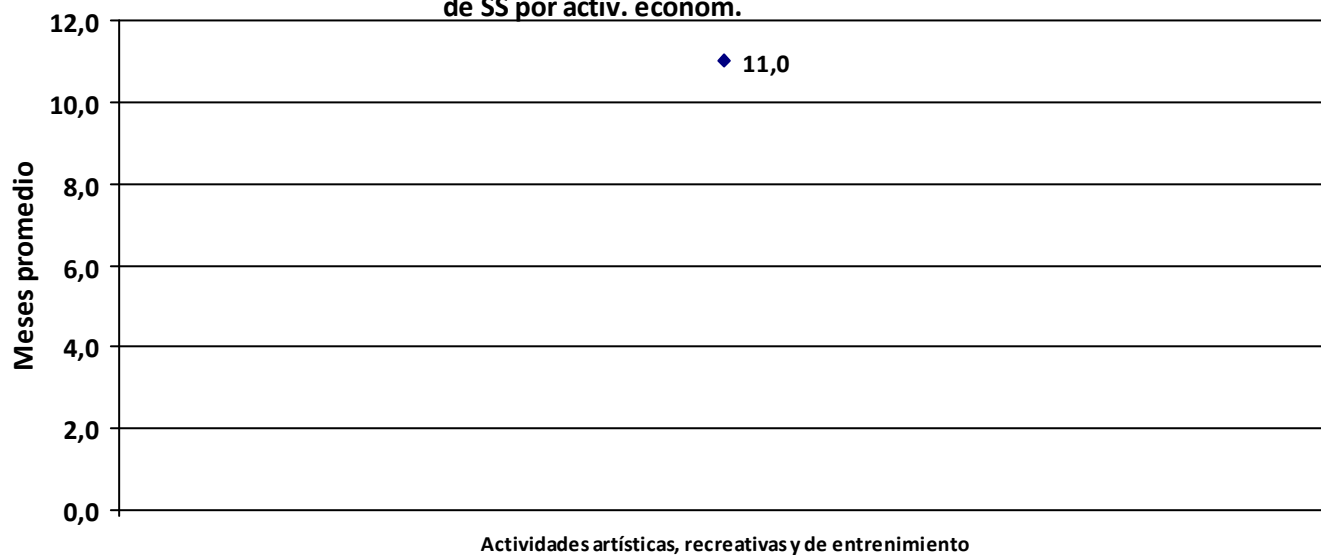 de SS por activ. econom.
12,0
11,0
10,0
8,0
6,0
4,0
2,0
0,0
Meses promedio
Actividades artísticas, recreativas y de entrenimiento